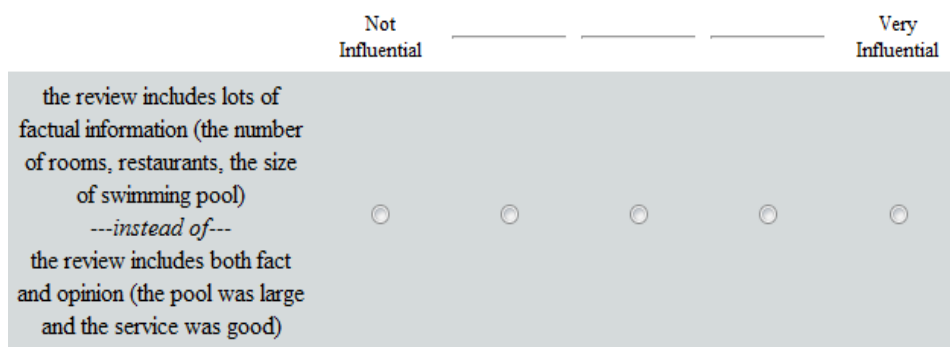 Not
Influential
Very
Influential
the review includes lots of
factual information (the number
of rooms, restaurants, the size
of swimming pool)
---instead of---
the review includes both fact
and opinion (the pool was large
and the service was good)